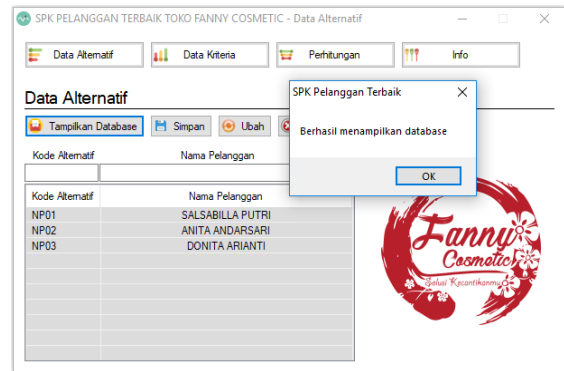 SPK PELANGGAN TERBAIK TOKO FANNY COSMETIC - Data Alternatif
Data Alternatif
Data Kriteria
Perhitungan
Info
Data Alternatif
Tampilkan Database
Simpan
Ubah
SPK Pelanggan Terbaik
Berhasil menampilkan database
OK
Kode Alternatif
Nama Pelanggan
Kode Alternatif
Nama Pelanggan
NP01
SALSABILLA PUTRI
NP02
ANITA ANDARSARI
NP03
DONITA ARIANTI
Fanny
Cosmetic
Solusi Kecantikanmu